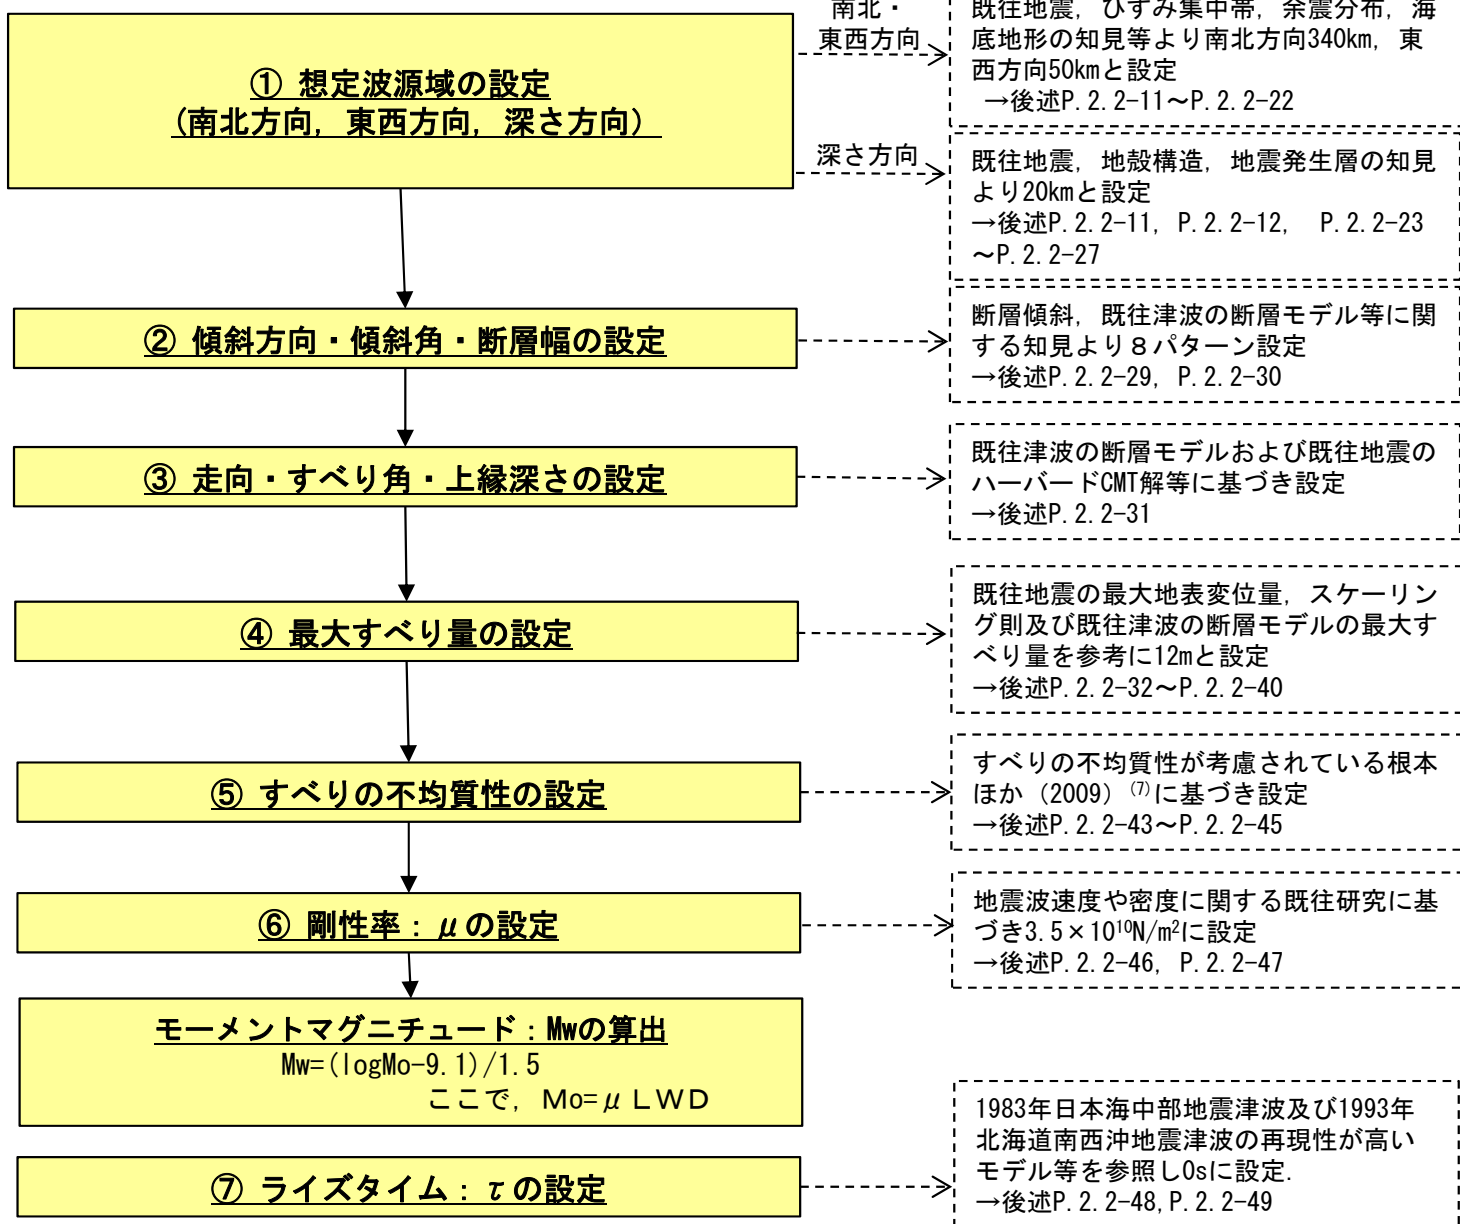 ① 想定波源域の設定
(南北方向，東西方向，深さ方向)
南北・
東西方向
既往地震，ひずみ集中帯，余震分布，海
底地形の知見等より南北方向340km，東
西方向50kmと設定
→後述P.2.2-11～P.2.2-22
深さ方向
既往地震，地殻構造，地震発生層の知見
より20kmと設定
→後述P.2.2-11，P.2.2-12， P.2.2-23
～P.2.2-27
② 傾斜方向・傾斜角・断層幅の設定
断層傾斜，既往津波の断層モデル等に関
する知見より８パターン設定
→後述P.2.2-29，P.2.2-30
③ 走向・すべり角・上縁深さの設定
既往津波の断層モデルおよび既往地震の
ハーバードCMT解等に基づき設定
→後述P.2.2-31
④ 最大すべり量の設定
既往地震の最大地表変位量，スケーリン
グ則及び既往津波の断層モデルの最大す
べり量を参考に12mと設定
→後述P.2.2-32～P.2.2-40
⑤ すべりの不均質性の設定
すべりの不均質性が考慮されている根本
ほか（2009）⁽⁷⁾に基づき設定
→後述P.2.2-43～P.2.2-45
⑥ 剛性率：μの設定
地震波速度や密度に関する既往研究に基
づき3.5×10¹⁰N/m²に設定
→後述P.2.2-46，P.2.2-47
モーメントマグニチュード：Mwの算出
Mw=(logMo-9.1)/1.5
ここで，Mo=μＬＷＤ
⑦ ライズタイム：τの設定
1983年日本海中部地震津波及び1993年
北海道南西沖地震津波の再現性が高い
モデル等を参照し0sに設定.
→後述P.2.2-48,P.2.2-49